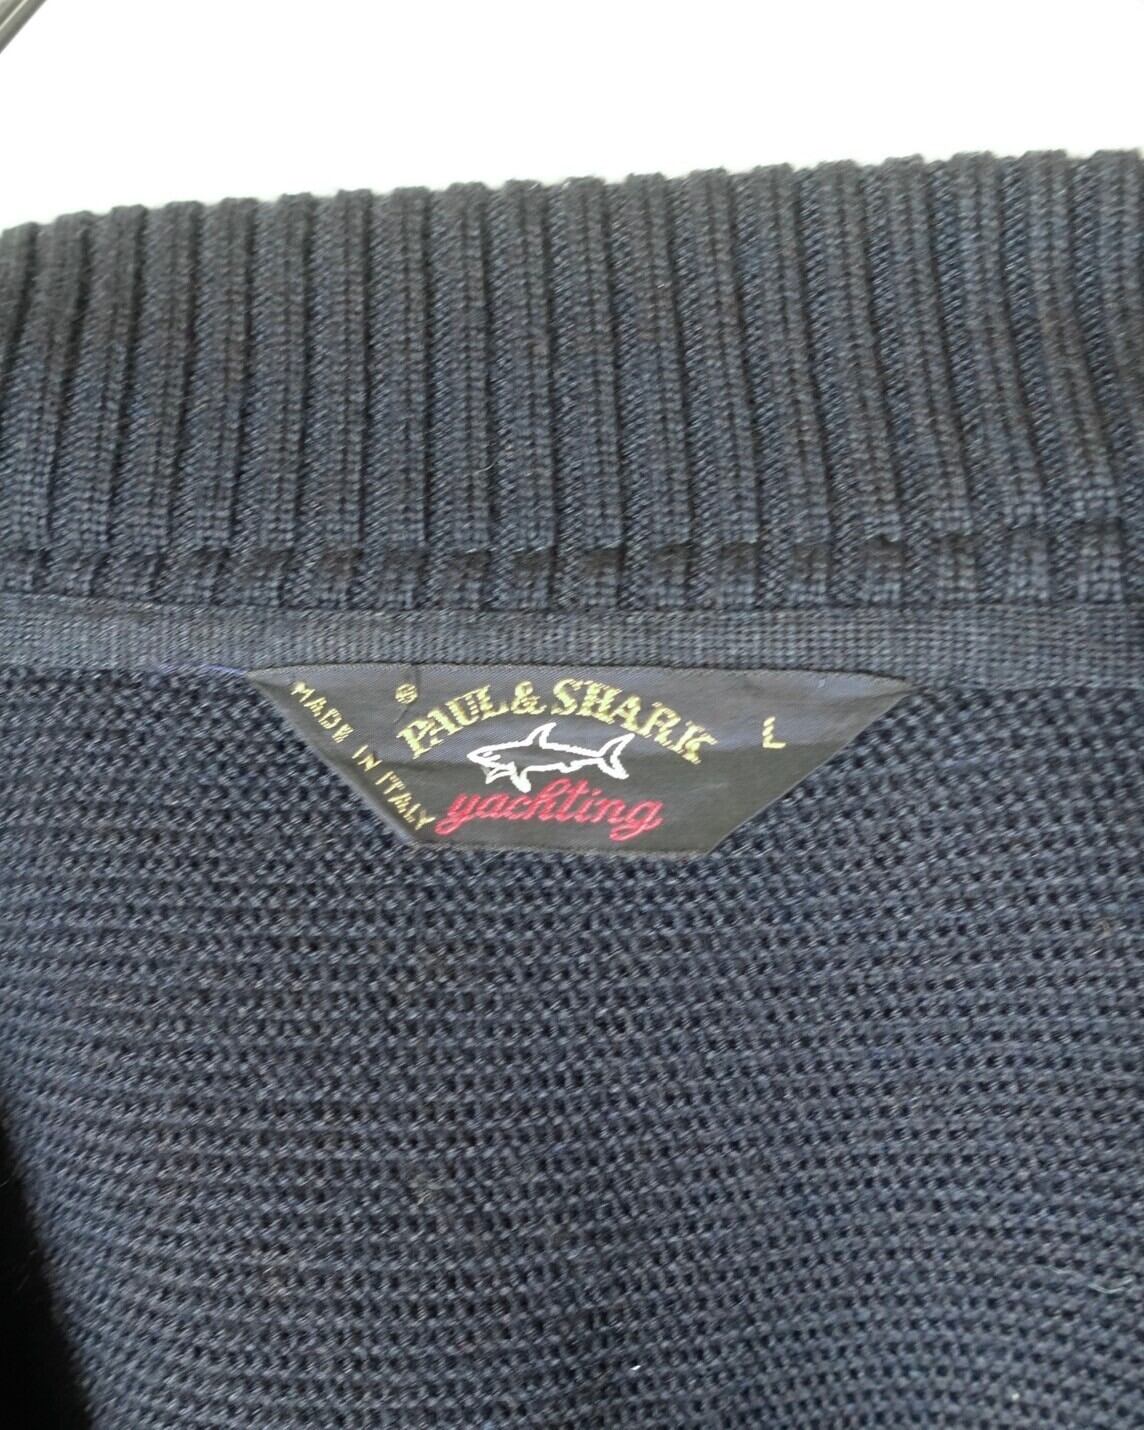 MADE IN ITALY
®
PAUL & SHARK
yachting
L